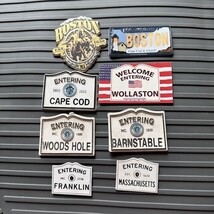 BOSTON
BOSTON
ENTERING
CAPE COD
WELCOME
ENTERING
WOLLASTON
ENTERING
WOODS HOLE
ENTERING
BARNSTABLE
ENTERING
FRANKLIN
ENTERING
MASSACHUSETTS